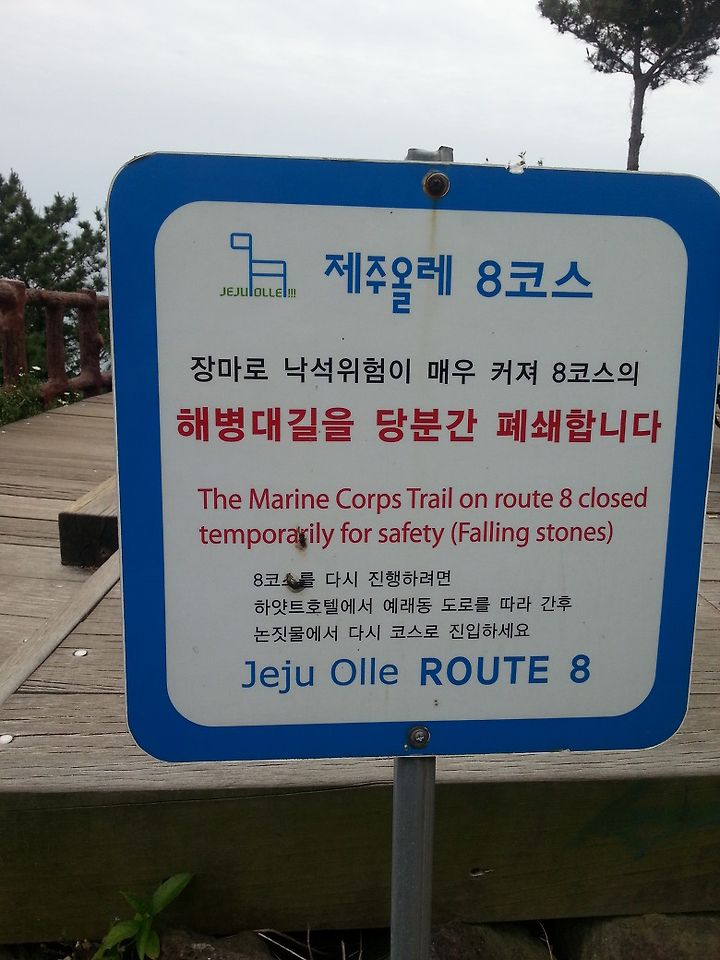 JEJU OLLE!!!
제주올레 8코스
장마로 낙석위험이 매우 커져 8코스의
해병대길을 당분간 폐쇄합니다
The Marine Corps Trail on route 8 closed
temporarily for safety (Falling stones)
8코스를 다시 진행하려면
하얏트호텔에서 예래동 도로를 따라 간후
논짓물에서 다시 코스로 진입하세요
Jeju Olle ROUTE 8